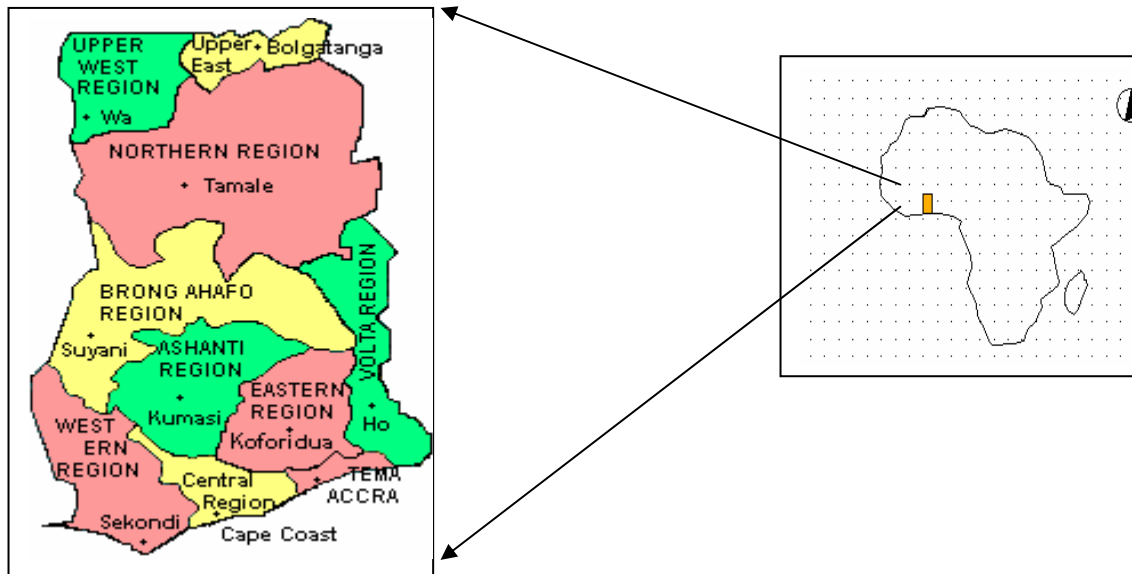 UPPER
WEST
REGION
Wa
Upper
East
Bolgatanga
NORTHERN REGION
Tamale
BRONG AHAFO
REGION
Suyani
ASHANTI
REGION
Kumasi
VOLTA REGION
Ho
EASTERN
REGION
Koforidua
WEST
ERN
REGION
Sekondi
Central
Region
Cape Coast
TEMA
ACCRA